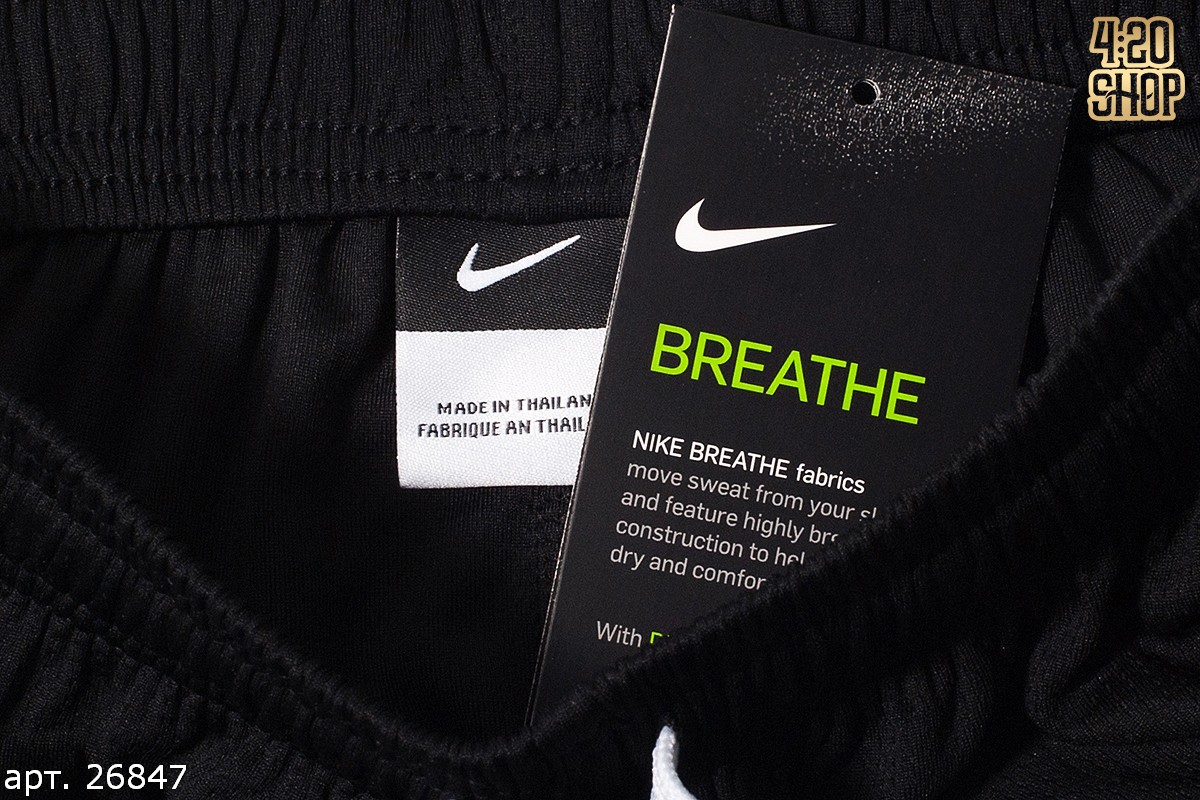 4:20
SHOP
BREATHE
MADE IN THAILAN
FABRIQUE AN THAIL
NIKE BREATHE fabrics
move sweat from your
and feature highly
construction to
dry and
With
арт. 26847